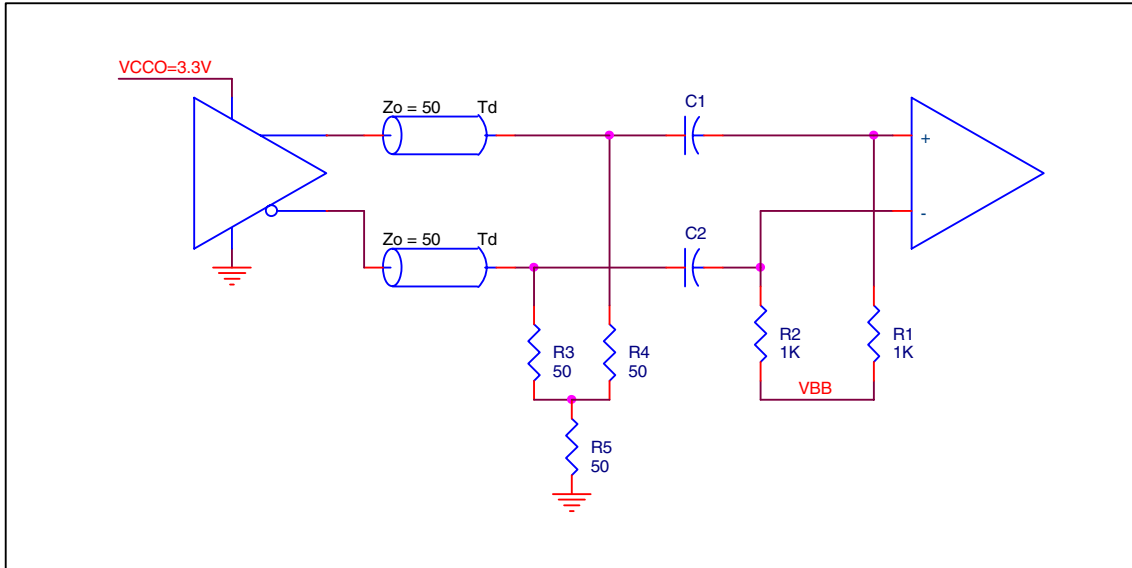 VCCO=3.3V
Zo = 50 Td
C1
+
-
Zo = 50 Td
C2
R2
1K
R1
1K
R3
50
R4
50
VBB
R5
50